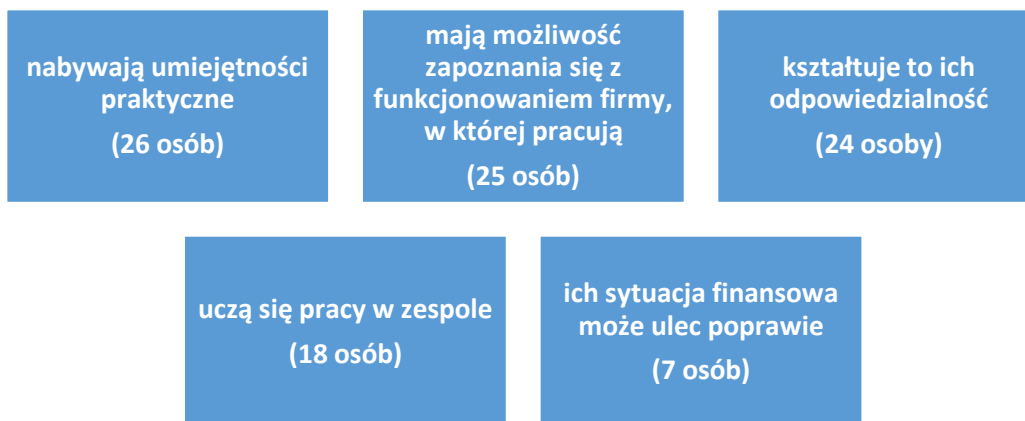 nabywają umiejętności
praktyczne
(26 osób)
mają możliwość
zapoznania się z
funkcjonowaniem firmy,
w której pracują
(25 osób)
kształtuje to ich
odpowiedzialność
(24 osoby)
uczą się pracy w zespole
(18 osób)
ich sytuacja finansowa
może ulec poprawie
(7 osób)